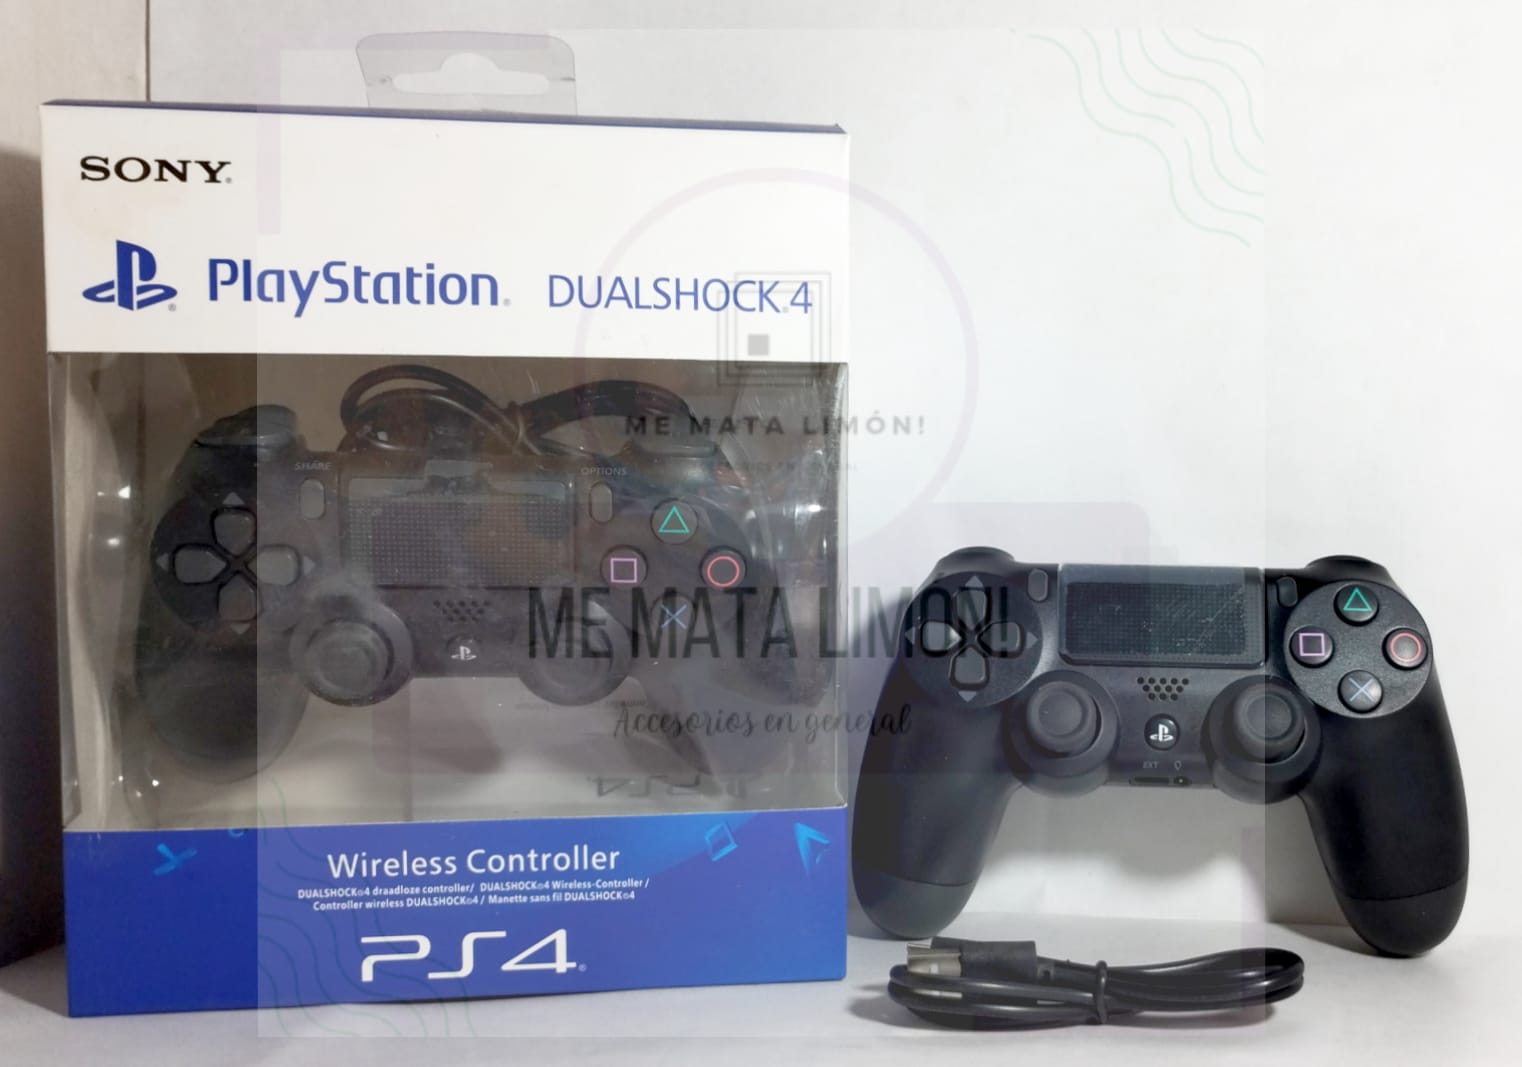 SONY®
PlayStation® DUALSHOCK®4
ME MATA LIMÓN!
SHARE
OPTIONS
ME MATA LIMÓN!
Accesorios en general
EXT
Wireless Controller
DUALSHOCK®4 draadloze controller/ DUALSHOCK®4 Wireless-Controller /
Controller wireless DUALSHOCK®4 / Manette sans fil DUALSHOCK®4
PS4®